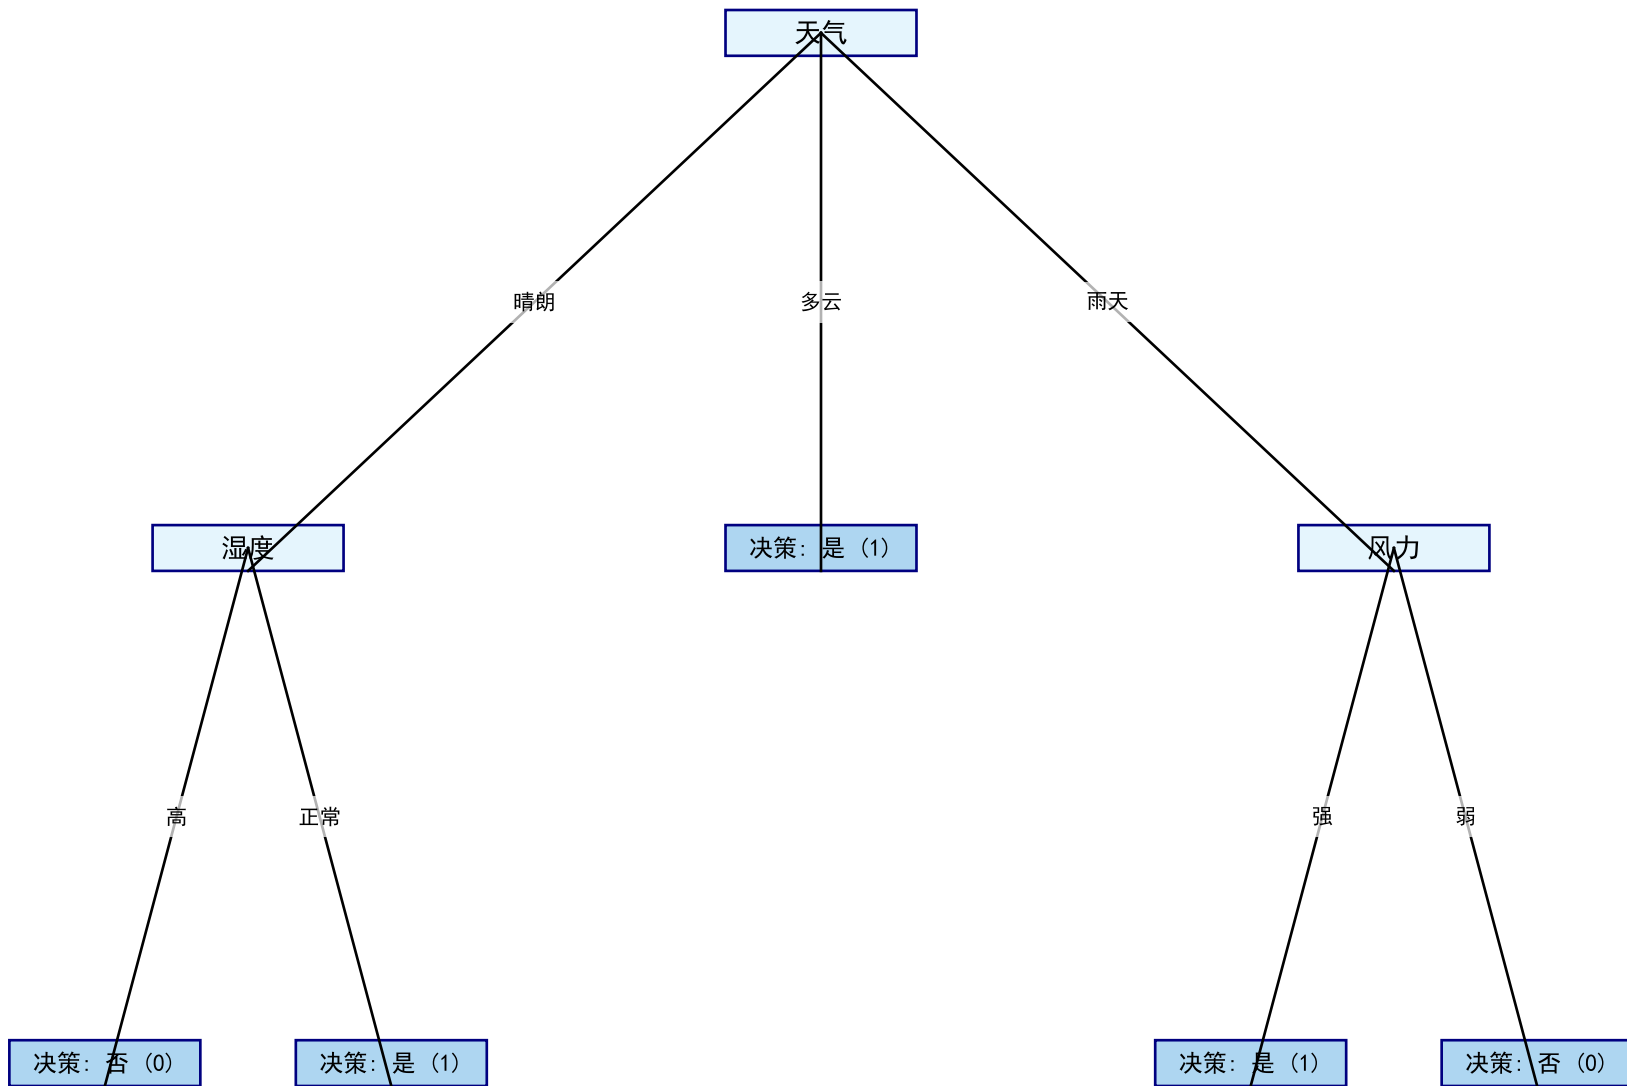 天气
晴朗
多云
雨天
湿度
决策: 是 (1)
风力
高
正常
强
弱
决策: 否 (0)
决策: 是 (1)
决策: 是 (1)
决策: 否 (0)